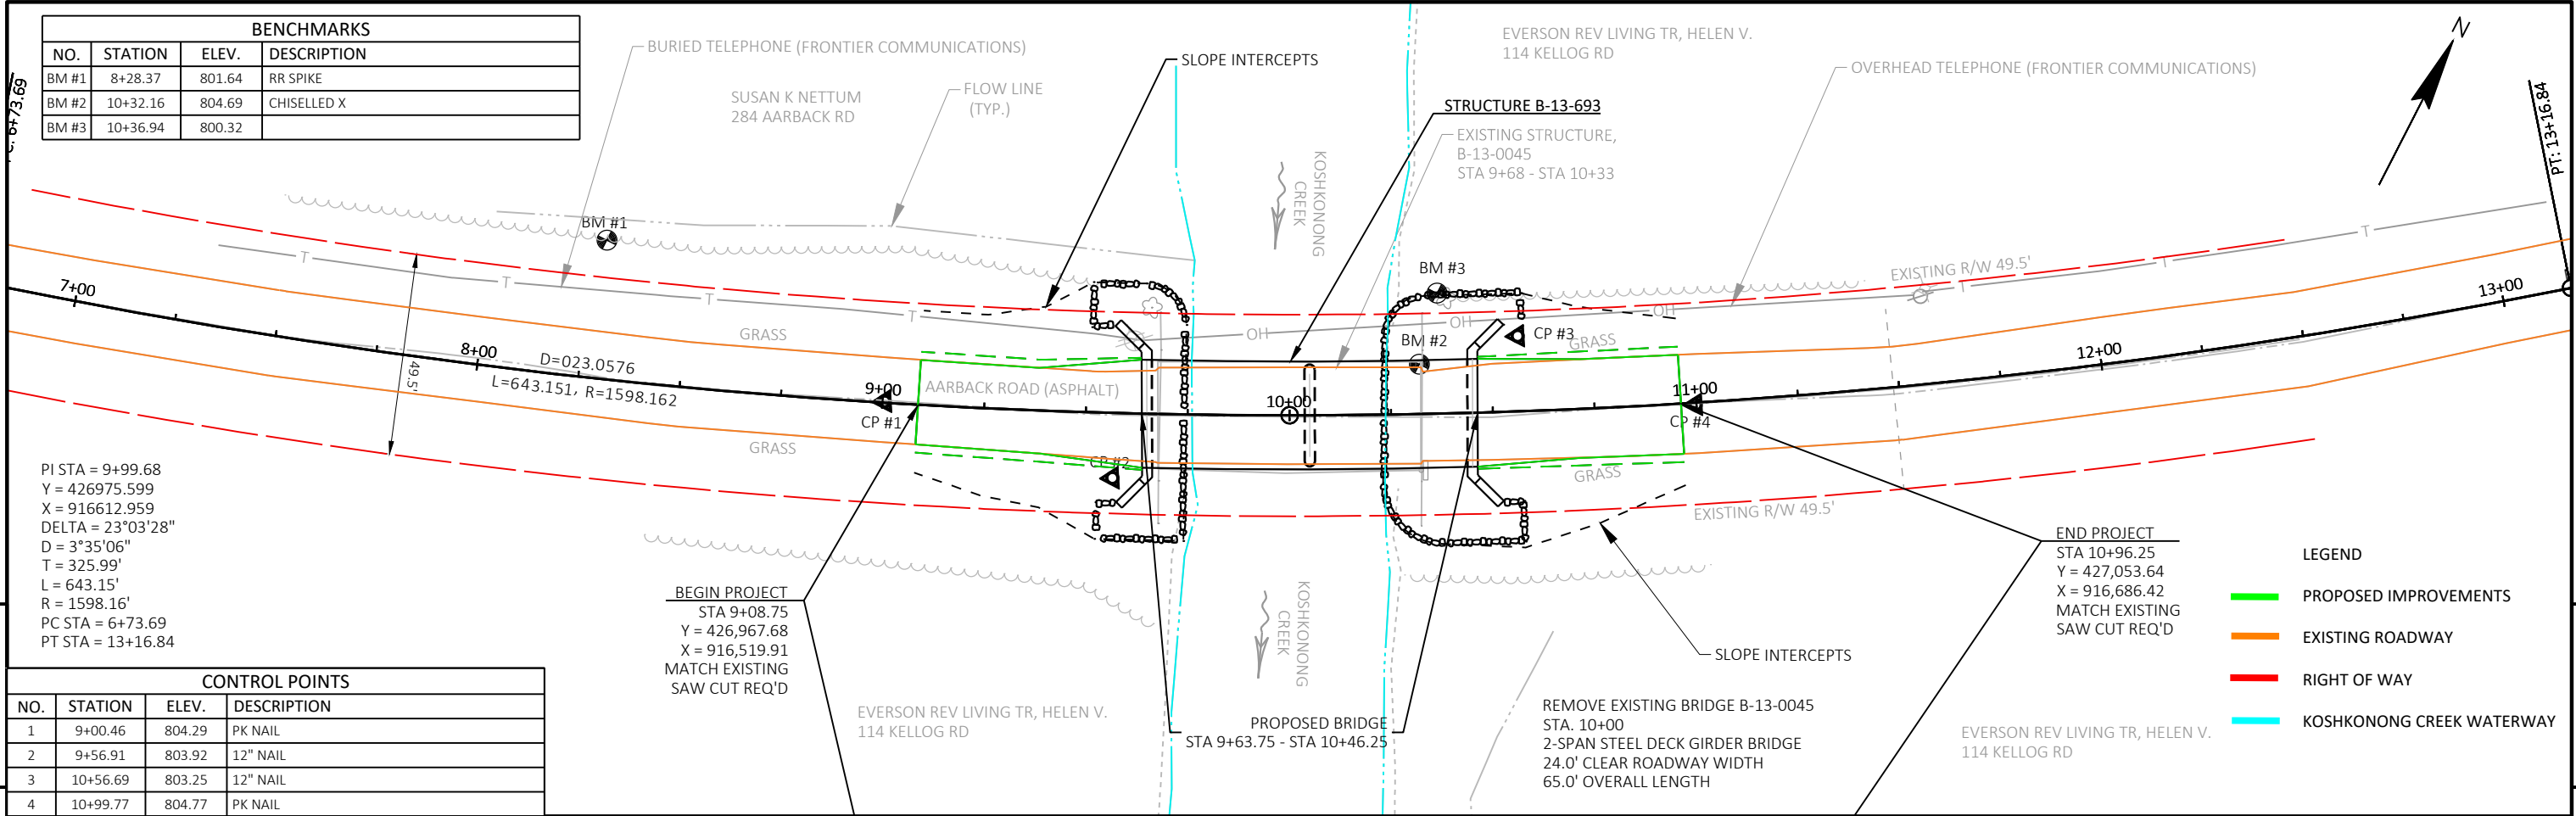 BENCHMARKS
NO. STATION ELEV. DESCRIPTION
BM #1 8+28.37 801.64 RR SPIKE
BM #2 10+32.16 804.69 CHISELLED X
BM #3 10+36.94 800.32
BURIED TELEPHONE (FRONTIER COMMUNICATIONS)
SUSAN K NETTUM
284 AARBACK RD
FLOW LINE
(TYP.)
SLOPE INTERCEPTS
EVERSON REV LIVING TR, HELEN V.
114 KELLOG RD
OVERHEAD TELEPHONE (FRONTIER COMMUNICATIONS)
STRUCTURE B-13-693
EXISTING STRUCTURE,
B-13-0045
STA 9+68 - STA 10+33
KOSHKONONG
CREEK
N
PT: 13+16.84
6+73.69
BM #1
BM #3
BM #2
EXISTING R/W 49.5'
T
T
T
T
T
T
T
OH
OH
OH
7+00
8+00
9+00
10+00
11+00
12+00
13+00
49.5'
GRASS
GRASS
D=023.0576
L=643.151, R=1598.162
AARBACK ROAD (ASPHALT)
GRASS
GRASS
CP #1
CP #2
CP #3
CP #4
EXISTING R/W 49.5'
PI STA = 9+99.68
Y = 426975.599
X = 916612.959
DELTA = 23°03'28"
D = 3°35'06"
T = 325.99'
L = 643.15'
R = 1598.16'
PC STA = 6+73.69
PT STA = 13+16.84
BEGIN PROJECT
STA 9+08.75
Y = 426,967.68
X = 916,519.91
MATCH EXISTING
SAW CUT REQ'D
KOSHKONONG
CREEK
END PROJECT
STA 10+96.25
Y = 427,053.64
X = 916,686.42
MATCH EXISTING
SAW CUT REQ'D
SLOPE INTERCEPTS
PROPOSED BRIDGE
STA 9+63.75 - STA 10+46.25
REMOVE EXISTING BRIDGE B-13-0045
STA. 10+00
2-SPAN STEEL DECK GIRDER BRIDGE
24.0' CLEAR ROADWAY WIDTH
65.0' OVERALL LENGTH
EVERSON REV LIVING TR, HELEN V.
114 KELLOG RD
EVERSON REV LIVING TR, HELEN V.
114 KELLOG RD
LEGEND
PROPOSED IMPROVEMENTS
EXISTING ROADWAY
RIGHT OF WAY
KOSHKONONG CREEK WATERWAY
CONTROL POINTS
NO. STATION ELEV. DESCRIPTION
1 9+00.46 804.29 PK NAIL
2 9+56.91 803.92 12" NAIL
3 10+56.69 803.25 12" NAIL
4 10+99.77 804.77 PK NAIL